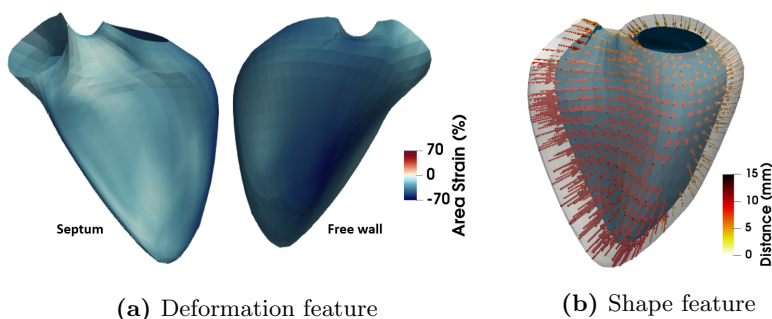 Septum
Free wall
70
0
-70
Area Strain (%)
15
10
5
0
Distance (mm)
(a) Deformation feature
(b) Shape feature